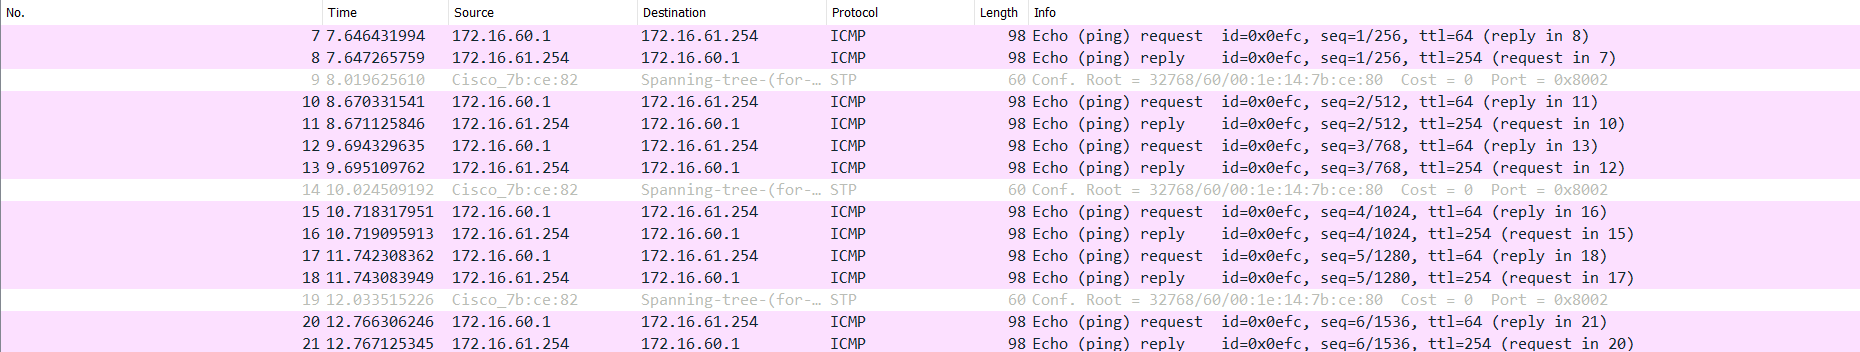 No. Time Source Destination Protocol Length Info
7 7.646431994 172.16.60.1 172.16.61.254 ICMP 98 Echo (ping) request id=0x0efc, seq=1/256, ttl=64 (reply in 8)
8 7.647265759 172.16.61.254 172.16.60.1 ICMP 98 Echo (ping) reply id=0x0efc, seq=1/256, ttl=254 (request in 7)
9 8.019625610 Cisco_7b:ce:82 Spanning-tree-(for-… STP 60 Conf. Root = 32768/60/00:1e:14:7b:ce:80 Cost = 0 Port = 0x8002
10 8.670331541 172.16.60.1 172.16.61.254 ICMP 98 Echo (ping) request id=0x0efc, seq=2/512, ttl=64 (reply in 11)
11 8.671125846 172.16.61.254 172.16.60.1 ICMP 98 Echo (ping) reply id=0x0efc, seq=2/512, ttl=254 (request in 10)
12 9.694329635 172.16.60.1 172.16.61.254 ICMP 98 Echo (ping) request id=0x0efc, seq=3/768, ttl=64 (reply in 13)
13 9.695109762 172.16.61.254 172.16.60.1 ICMP 98 Echo (ping) reply id=0x0efc, seq=3/768, ttl=254 (request in 12)
14 10.024509192 Cisco_7b:ce:82 Spanning-tree-(for-… STP 60 Conf. Root = 32768/60/00:1e:14:7b:ce:80 Cost = 0 Port = 0x8002
15 10.718317951 172.16.60.1 172.16.61.254 ICMP 98 Echo (ping) request id=0x0efc, seq=4/1024, ttl=64 (reply in 16)
16 10.719095913 172.16.61.254 172.16.60.1 ICMP 98 Echo (ping) reply id=0x0efc, seq=4/1024, ttl=254 (request in 15)
17 11.742308362 172.16.60.1 172.16.61.254 ICMP 98 Echo (ping) request id=0x0efc, seq=5/1280, ttl=64 (reply in 18)
18 11.743083949 172.16.61.254 172.16.60.1 ICMP 98 Echo (ping) reply id=0x0efc, seq=5/1280, ttl=254 (request in 17)
19 12.033515226 Cisco_7b:ce:82 Spanning-tree-(for-… STP 60 Conf. Root = 32768/60/00:1e:14:7b:ce:80 Cost = 0 Port = 0x8002
20 12.766306246 172.16.60.1 172.16.61.254 ICMP 98 Echo (ping) request id=0x0efc, seq=6/1536, ttl=64 (reply in 21)
21 12.767125345 172.16.61.254 172.16.60.1 ICMP 98 Echo (ping) reply id=0x0efc, seq=6/1536, ttl=254 (request in 20)